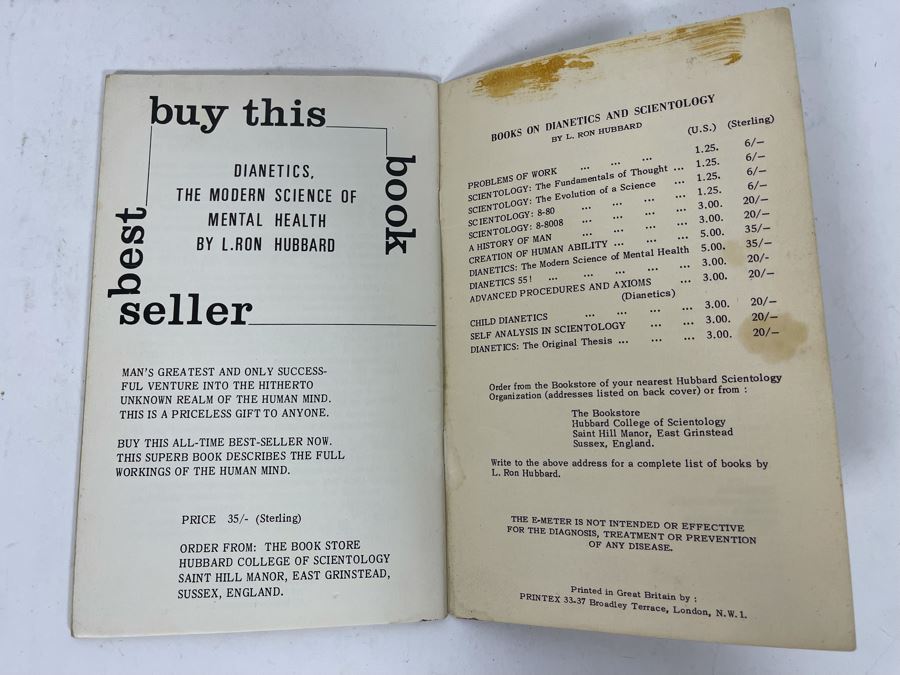 buy this
book
best
seller
DIANETICS,
THE MODERN SCIENCE OF
MENTAL HEALTH
BY L.RON HUBBARD
MAN'S GREATEST AND ONLY SUCCESS-
FUL VENTURE INTO THE HITHERTO
UNKNOWN REALM OF THE HUMAN MIND.
THIS IS A PRICELESS GIFT TO ANYONE.
BUY THIS ALL-TIME BEST-SELLER NOW.
THIS SUPERB BOOK DESCRIBES THE FULL
WORKINGS OF THE HUMAN MIND.
PRICE 35/- (Sterling)
ORDER FROM: THE BOOK STORE
HUBBARD COLLEGE OF SCIENTOLOGY
SAINT HILL MANOR, EAST GRINSTEAD,
SUSSEX, ENGLAND.
BOOKS ON DIANETICS AND SCIENTOLOGY
BY L. RON HUBBARD
(U.S.) (Sterling)
PROBLEMS OF WORK ... ... ... 1.25. 6/–
SCIENTOLOGY: The Fundamentals of Thought ... 1.25. 6/–
SCIENTOLOGY: The Evolution of a Science ... 1.25. 6/–
SCIENTOLOGY: 8-80 ... ... ... ... 1.25. 6/–
SCIENTOLOGY: 8-8008 ... ... ... ... 3.00. 20/–
A HISTORY OF MAN ... ... ... ... 3.00. 20/–
CREATION OF HUMAN ABILITY ... ... ... 5.00. 35/–
DIANETICS: The Modern Science of Mental Health 5.00. 35/–
DIANETICS 55! ... ... ... ... ... 3.00. 20/–
ADVANCED PROCEDURES AND AXIOMS ... 3.00. 20/–
(Dianetics)
CHILD DIANETICS ... ... ... ... 3.00. 20/–
SELF ANALYSIS IN SCIENTOLOGY ... ... 3.00. 20/–
DIANETICS: The Original Thesis ... ... ... 3.00. 20/–
Order from the Bookstore of your nearest Hubbard Scientology
Organization (addresses listed on back cover) or from :
The Bookstore
Hubbard College of Scientology
Saint Hill Manor, East Grinstead
Sussex, England.
Write to the above address for a complete list of books by
L. Ron Hubbard.
THE E-METER IS NOT INTENDED OR EFFECTIVE
FOR THE DIAGNOSIS, TREATMENT OR PREVENTION
OF ANY DISEASE.
Printed in Great Britain by :
PRINTEX 33-37 Broadley Terrace, London, N.W.1.